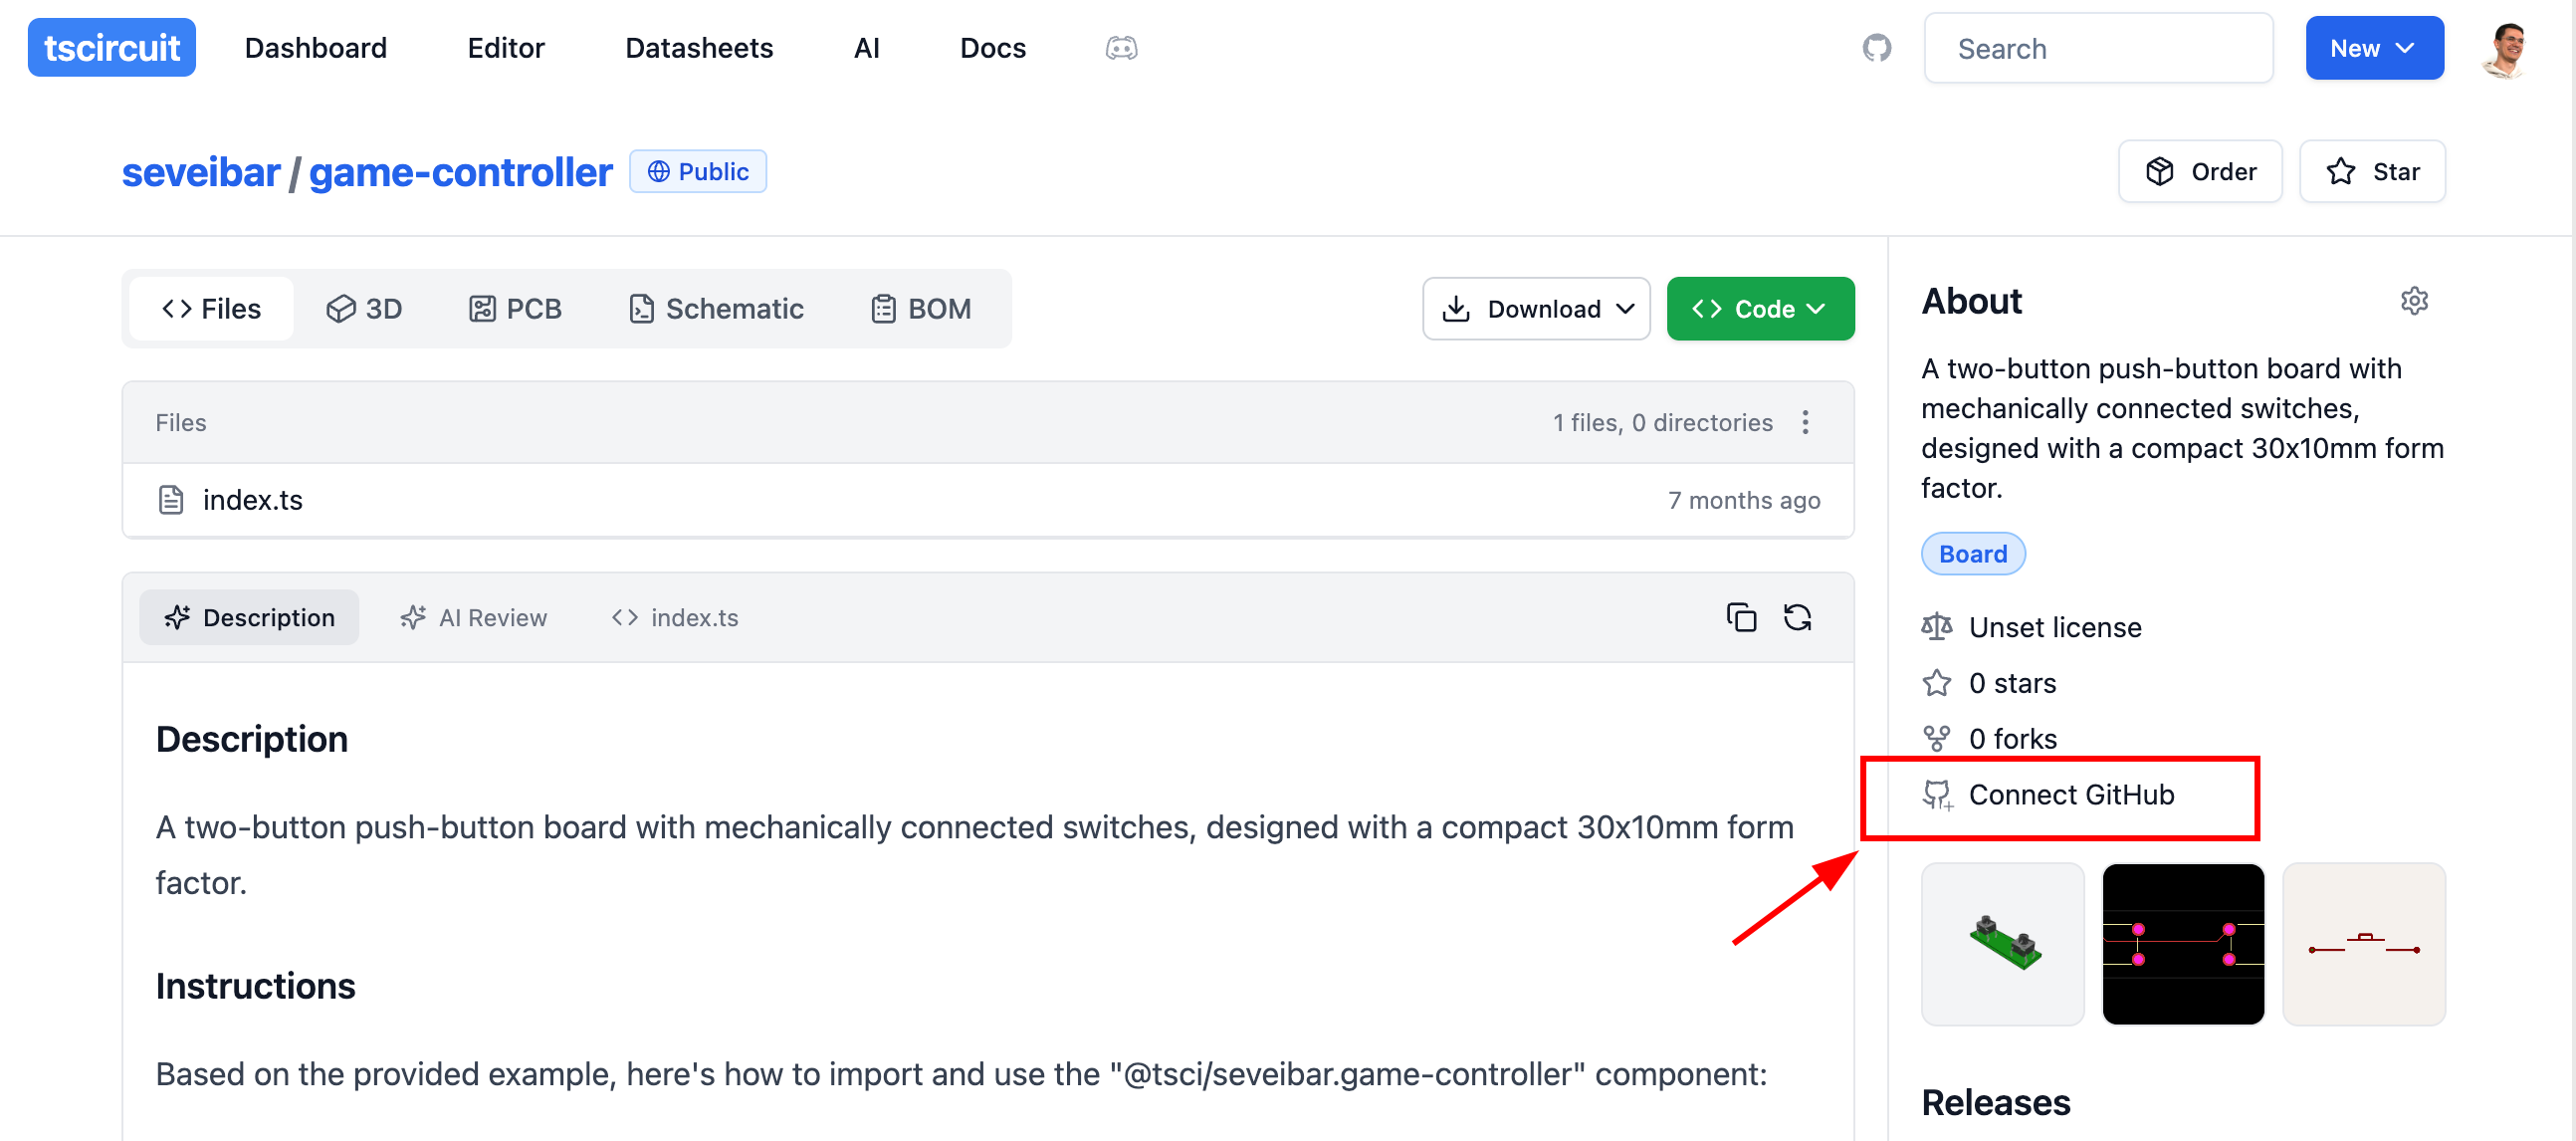 tscircuit Dashboard Editor Datasheets AI Docs Search New
seveibar / game-controller Public Order Star
Files 3D PCB Schematic BOM Download Code
Files 1 files, 0 directories
index.ts 7 months ago
Description AI Review index.ts
Description
A two-button push-button board with mechanically connected switches, designed with a compact 30x10mm form
factor.
Instructions
Based on the provided example, here's how to import and use the "@tsci/seveibar.game-controller" component:
About
A two-button push-button board with
mechanically connected switches,
designed with a compact 30x10mm form
factor.
Board
Unset license
0 stars
0 forks
Connect GitHub
Releases